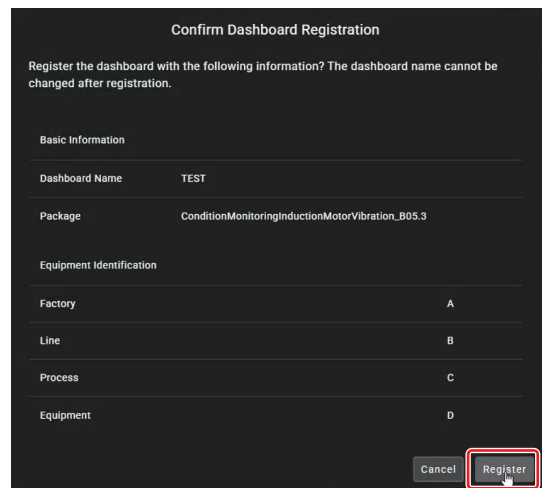 Confirm Dashboard Registration
Register the dashboard with the following information? The dashboard name cannot be
changed after registration.
Basic Information
Dashboard Name TEST
Package ConditionMonitoringInductionMotorVibration_B05.3
Equipment Identification
Factory A
Line B
Process C
Equipment D
Cancel Register